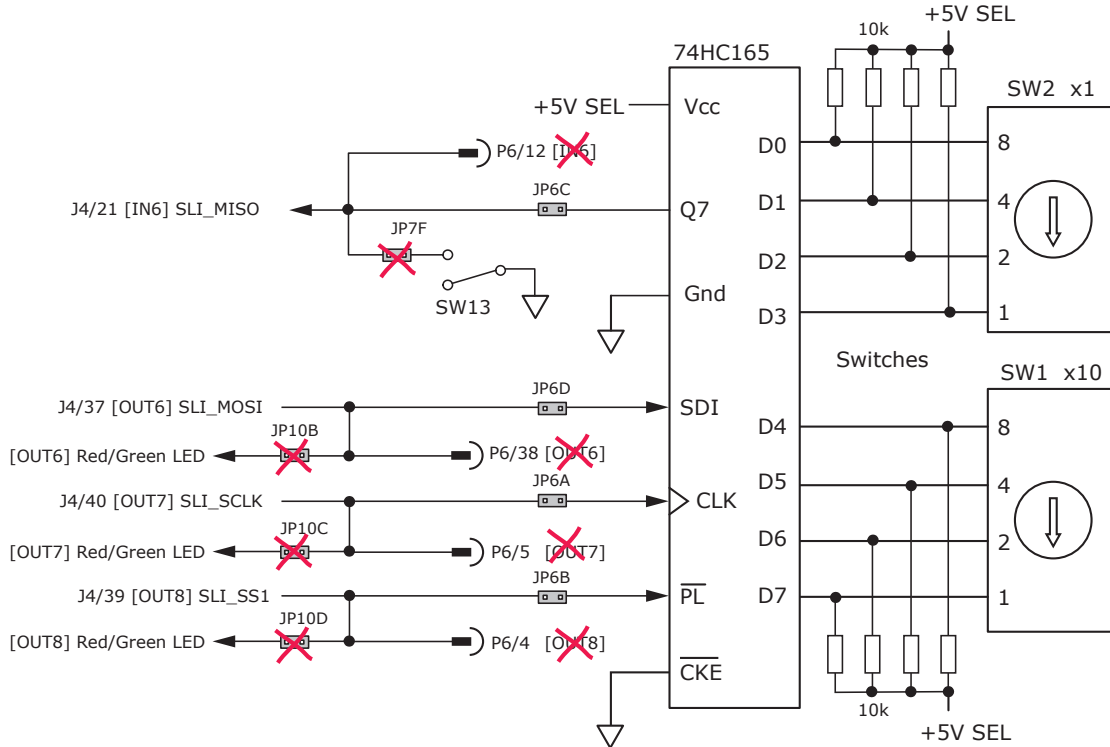 +5V SEL
10k
74HC165
SW2 x1
+5V SEL
Vcc
P6/12 [IN6]
D0
8
JP6C
J4/21 [IN6] SLI_MISO
Q7
D1
4
JP7F
D2
2
SW13
Gnd
D3
1
Switches
SW1 x10
JP6D
J4/37 [OUT6] SLI_MOSI
SDI
D4
8
JP10B
[OUT6] Red/Green LED
P6/38 [OUT6]
JP6A
D5
4
J4/40 [OUT7] SLI_SCLK
CLK
JP10C
D6
2
[OUT7] Red/Green LED
P6/5 [OUT7]
JP6B
J4/39 [OUT8] SLI_SS1
PL
D7
1
JP10D
[OUT8] Red/Green LED
P6/4 [OUT8]
CKE
10k
+5V SEL